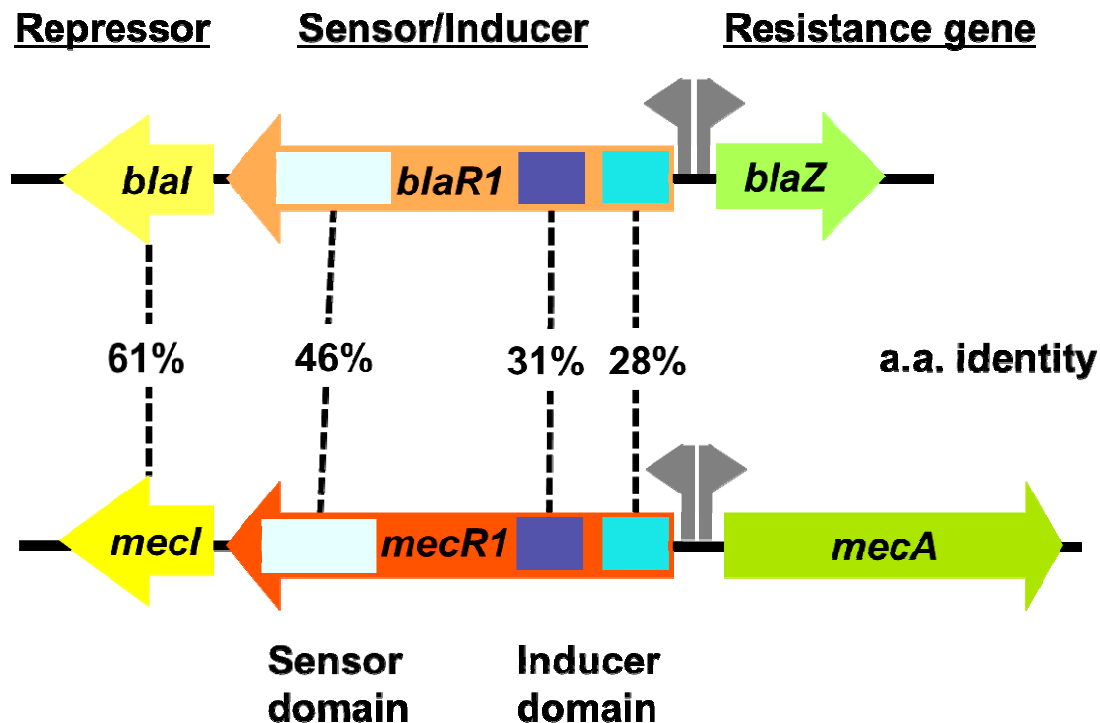 Repressor Sensor/Inducer Resistance gene
blaI blaR1 blaZ
61% 46% 31% 28% a.a. identity
mecI mecR1 mecA
Sensor
domain
Inducer
domain